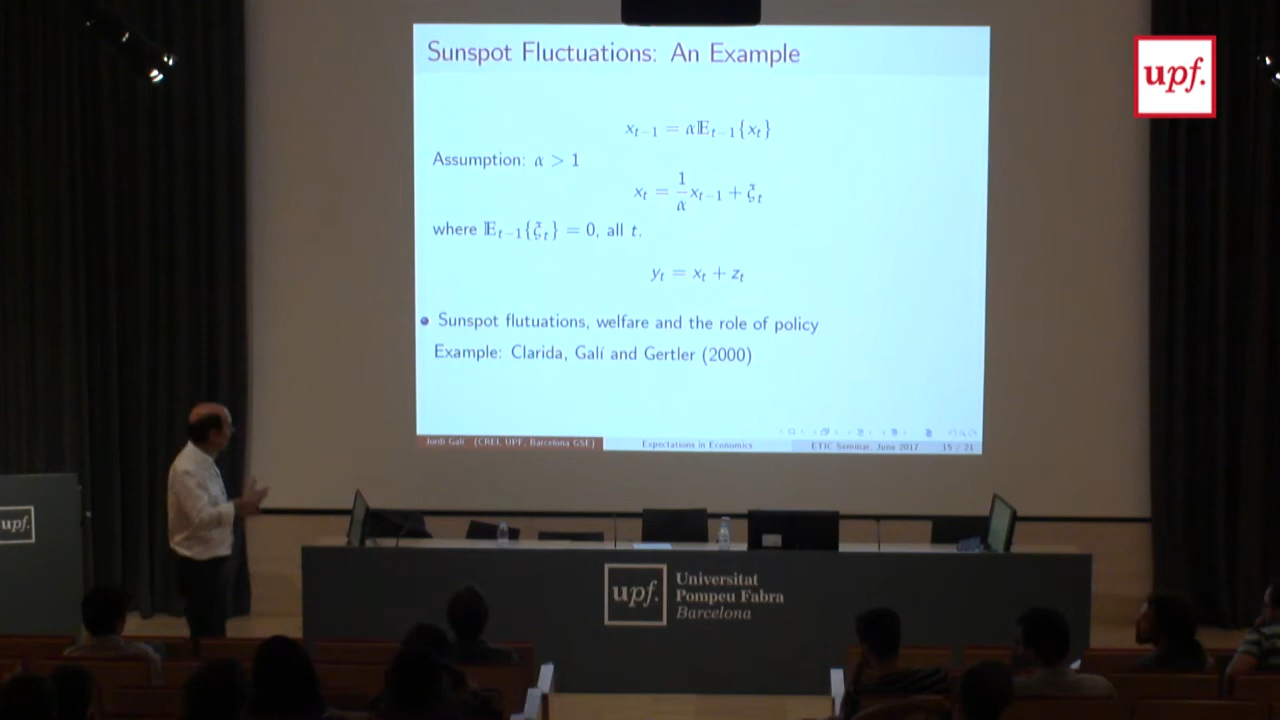 Sunspot Fluctuations: An Example
x_{t−1} = α𝔼_{t−1}{x_t}
Assumption: α > 1
x_t = \frac{1}{α} x_{t−1} + ξ_t
where 𝔼_{t−1}{ξ_t} = 0, all t.
y_t = x_t + z_t
Sunspot flutuations, welfare and the role of policy
Example: Clarida, Galí and Gertler (2000)
Jordi Galí (CREI, UPF, Barcelona GSE)
Expectations in Economics
ETIC Seminar, June 2017
15 / 21
upf.
upf.
upf.
Universitat
Pompeu Fabra
Barcelona